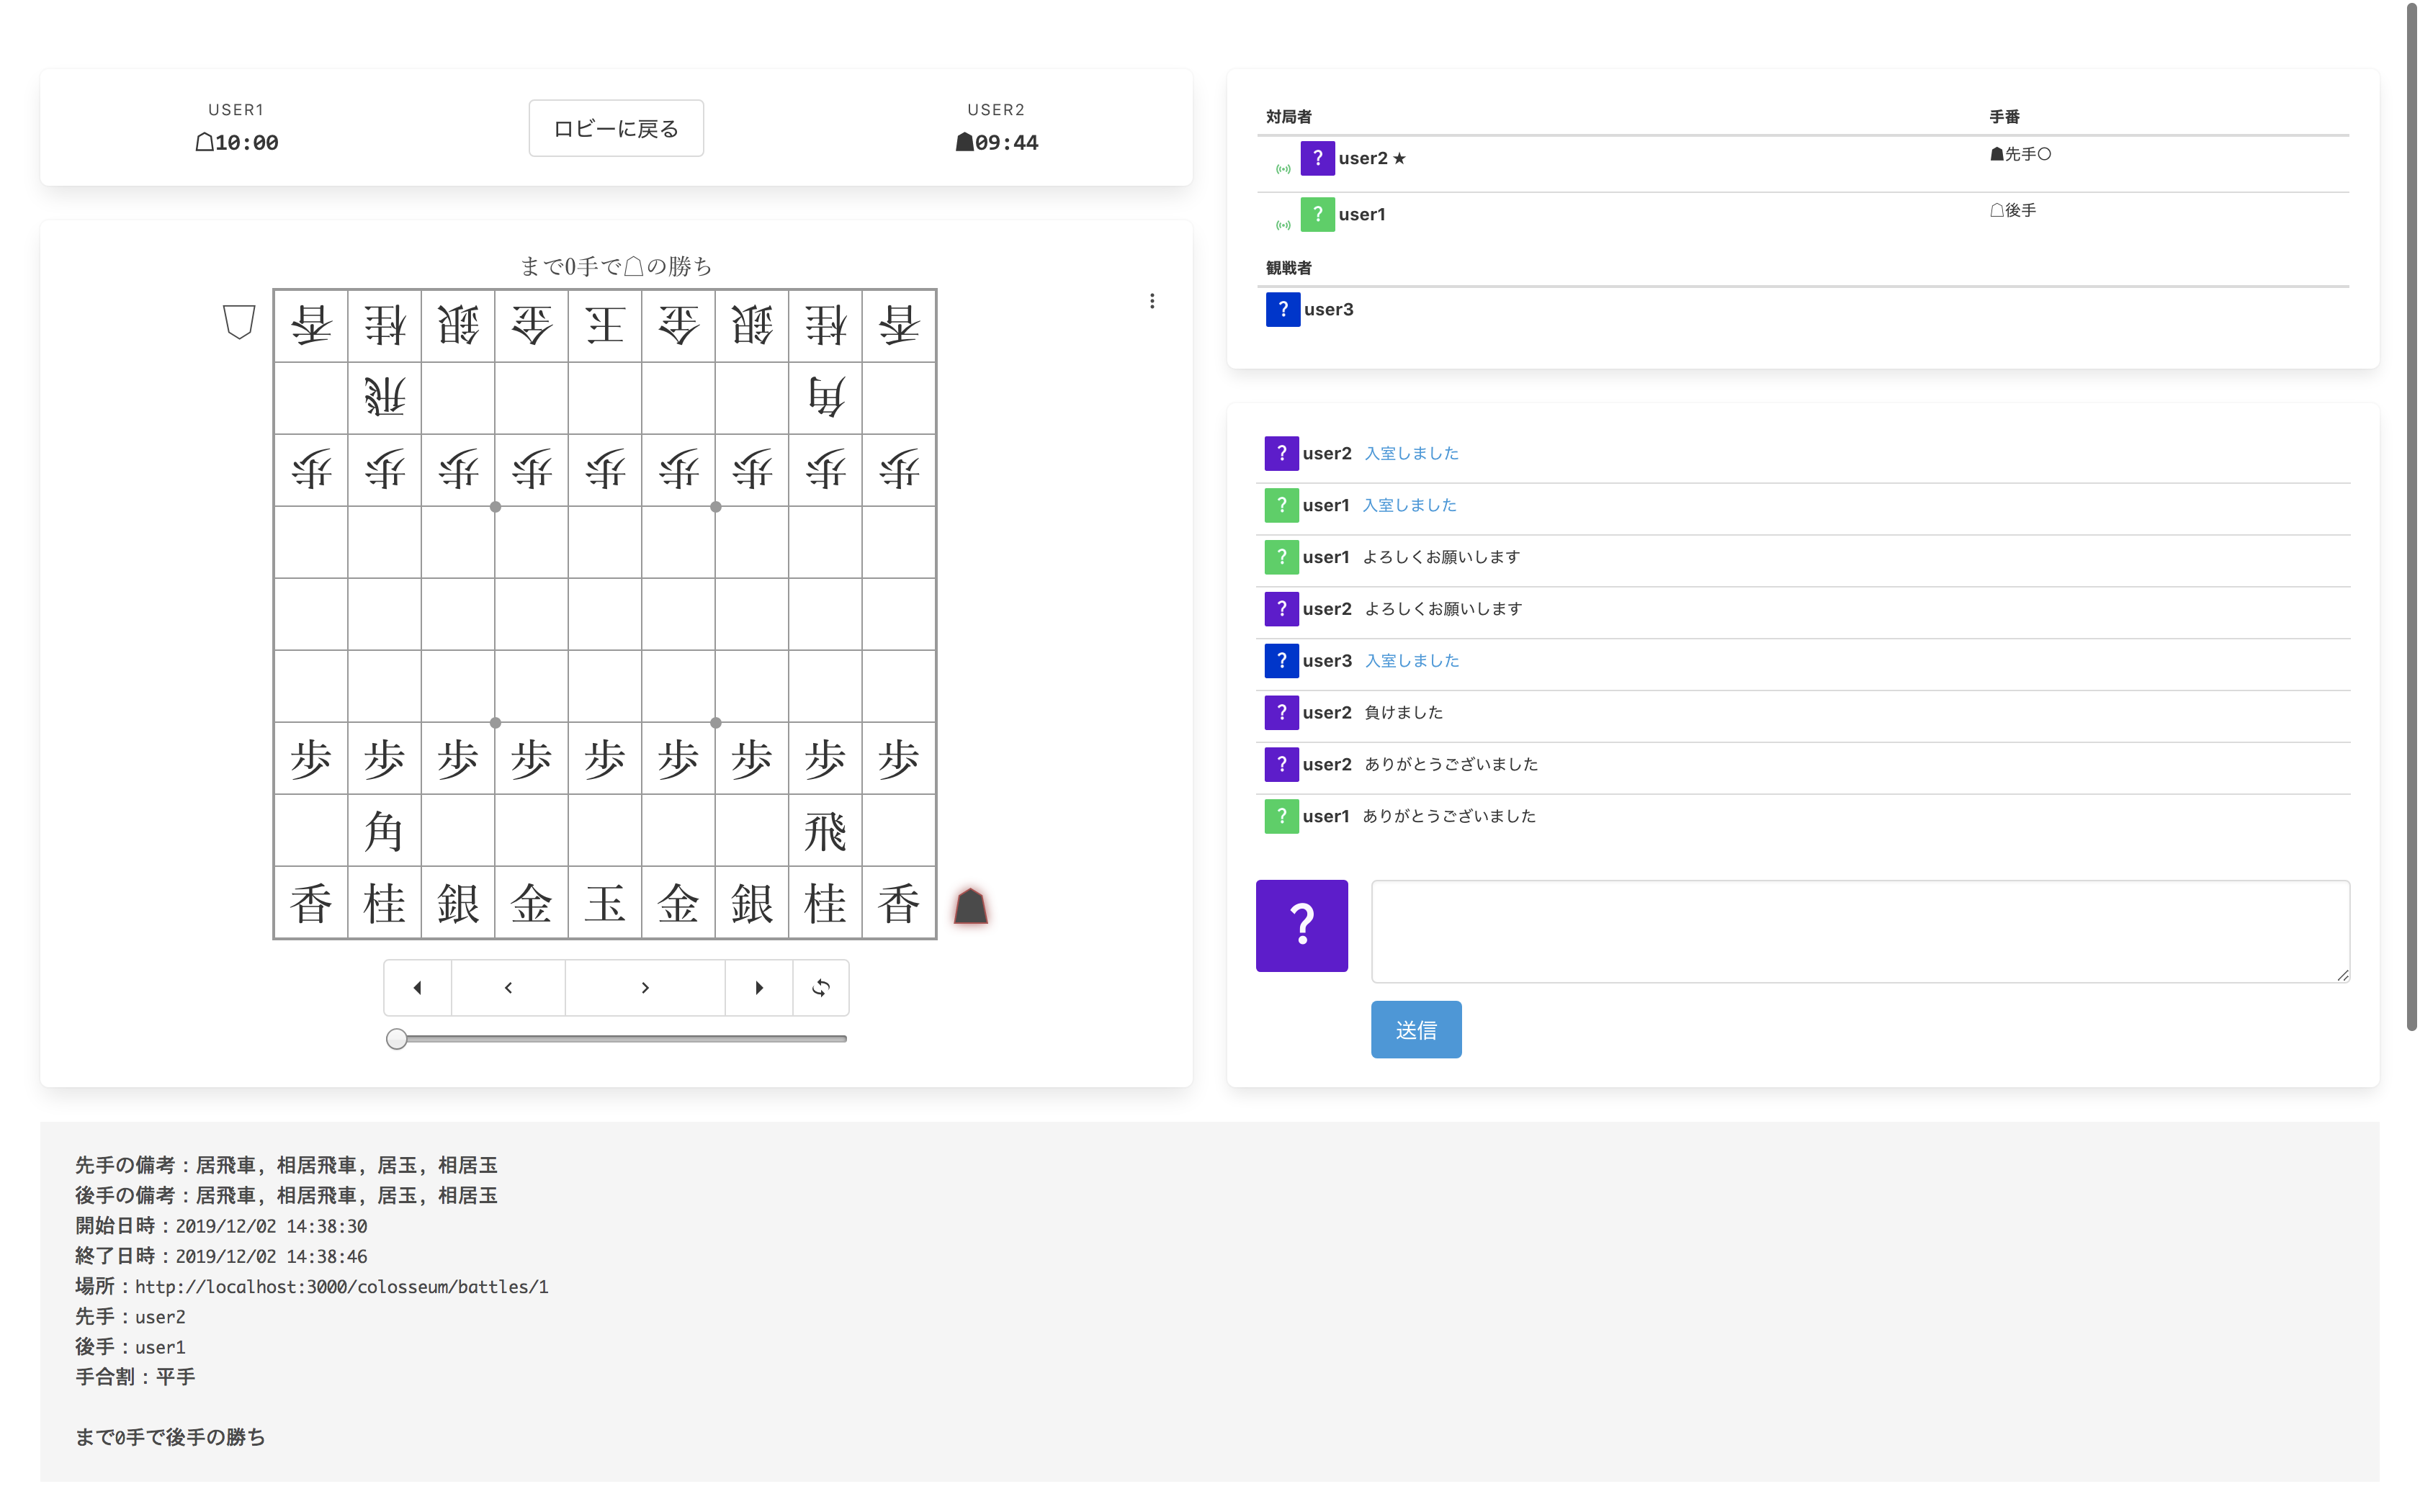 USER1
☖10:00
ロビーに戻る
USER2
☗09:44
まで0手で☖の勝ち
香 桂 銀 金 王 金 銀 桂 香
飛 角
歩 歩 歩 歩 歩 歩 歩 歩 歩
歩 歩 歩 歩 歩 歩 歩 歩 歩
角 飛
香 桂 銀 金 玉 金 銀 桂 香
対局者 手番
? user2 ★ ☗先手〇
? user1 ☖後手
観戦者
? user3
? user2 入室しました
? user1 入室しました
? user1 よろしくお願いします
? user2 よろしくお願いします
? user3 入室しました
? user2 負けました
? user2 ありがとうございました
? user1 ありがとうございました
?
送信
先手の備考：居飛車, 相居飛車, 居玉, 相居玉
後手の備考：居飛車, 相居飛車, 居玉, 相居玉
開始日時：2019/12/02 14:38:30
終了日時：2019/12/02 14:38:46
場所：http://localhost:3000/colosseum/battles/1
先手：user2
後手：user1
手合割：平手
まで0手で後手の勝ち